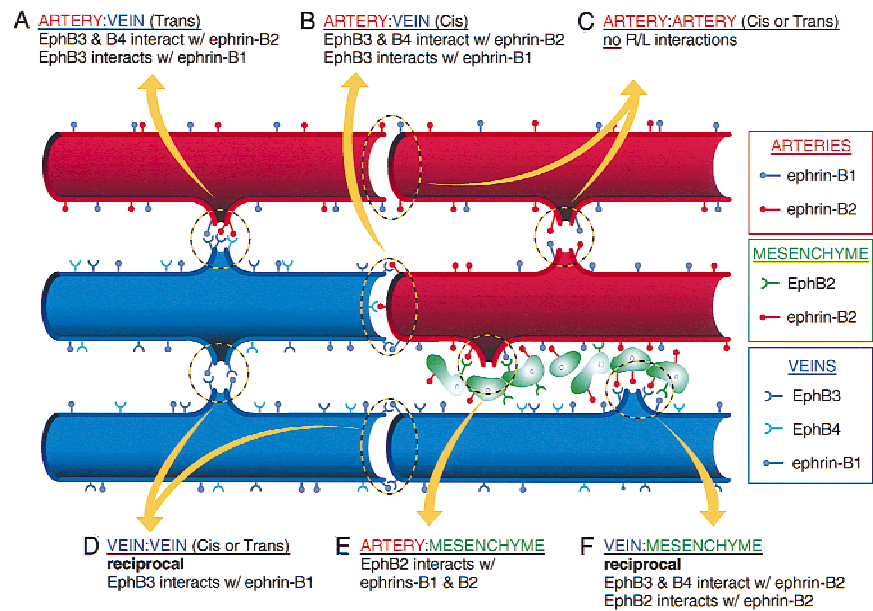 A ARTERY:VEIN (Trans)
EphB3 & B4 interact w/ ephrin-B2
EphB3 interacts w/ ephrin-B1
B ARTERY:VEIN (Cis)
EphB3 & B4 interact w/ ephrin-B2
EphB3 interacts w/ ephrin-B1
C ARTERY:ARTERY (Cis or Trans)
no R/L interactions
ARTERIES
ephrin-B1
ephrin-B2
MESENCHYME
EphB2
ephrin-B2
VEINS
EphB3
EphB4
ephrin-B1
D VEIN:VEIN (Cis or Trans)
reciprocal
EphB3 interacts w/ ephrin-B1
E ARTERY:MESENCHYME
EphB2 interacts w/
ephrins-B1 & B2
F VEIN:MESENCHYME
reciprocal
EphB3 & B4 interact w/ ephrin-B2
EphB2 interacts w/ ephrin-B2